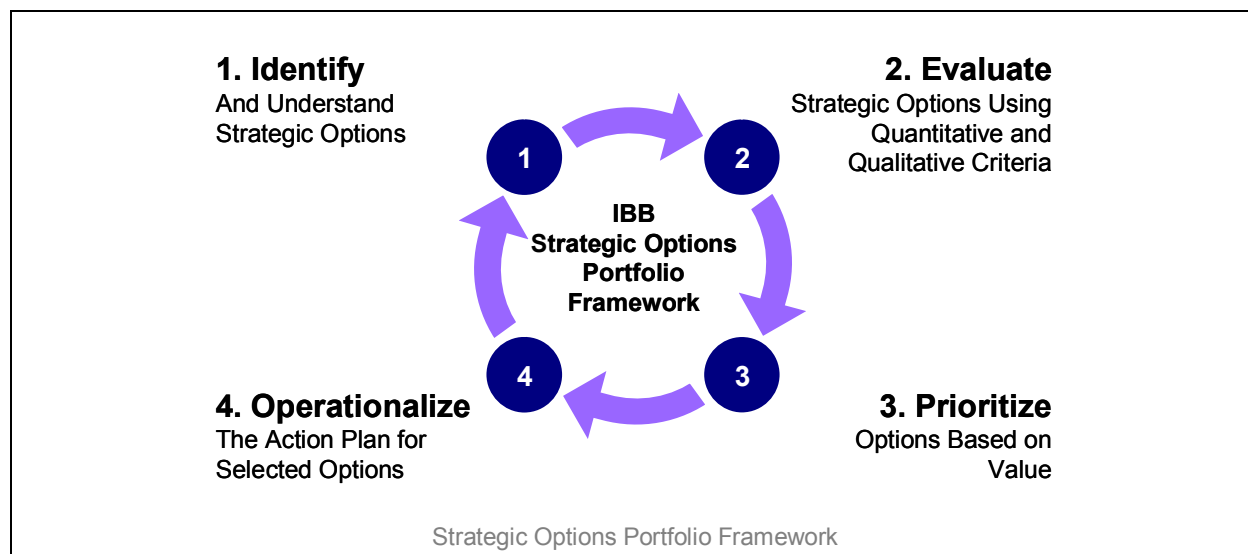 1. Identify
And Understand
Strategic Options
2. Evaluate
Strategic Options Using
Quantitative and
Qualitative Criteria
1
2
IBB
Strategic Options
Portfolio
Framework
4
3
4. Operationalize
The Action Plan for
Selected Options
3. Prioritize
Options Based on
Value
Strategic Options Portfolio Framework